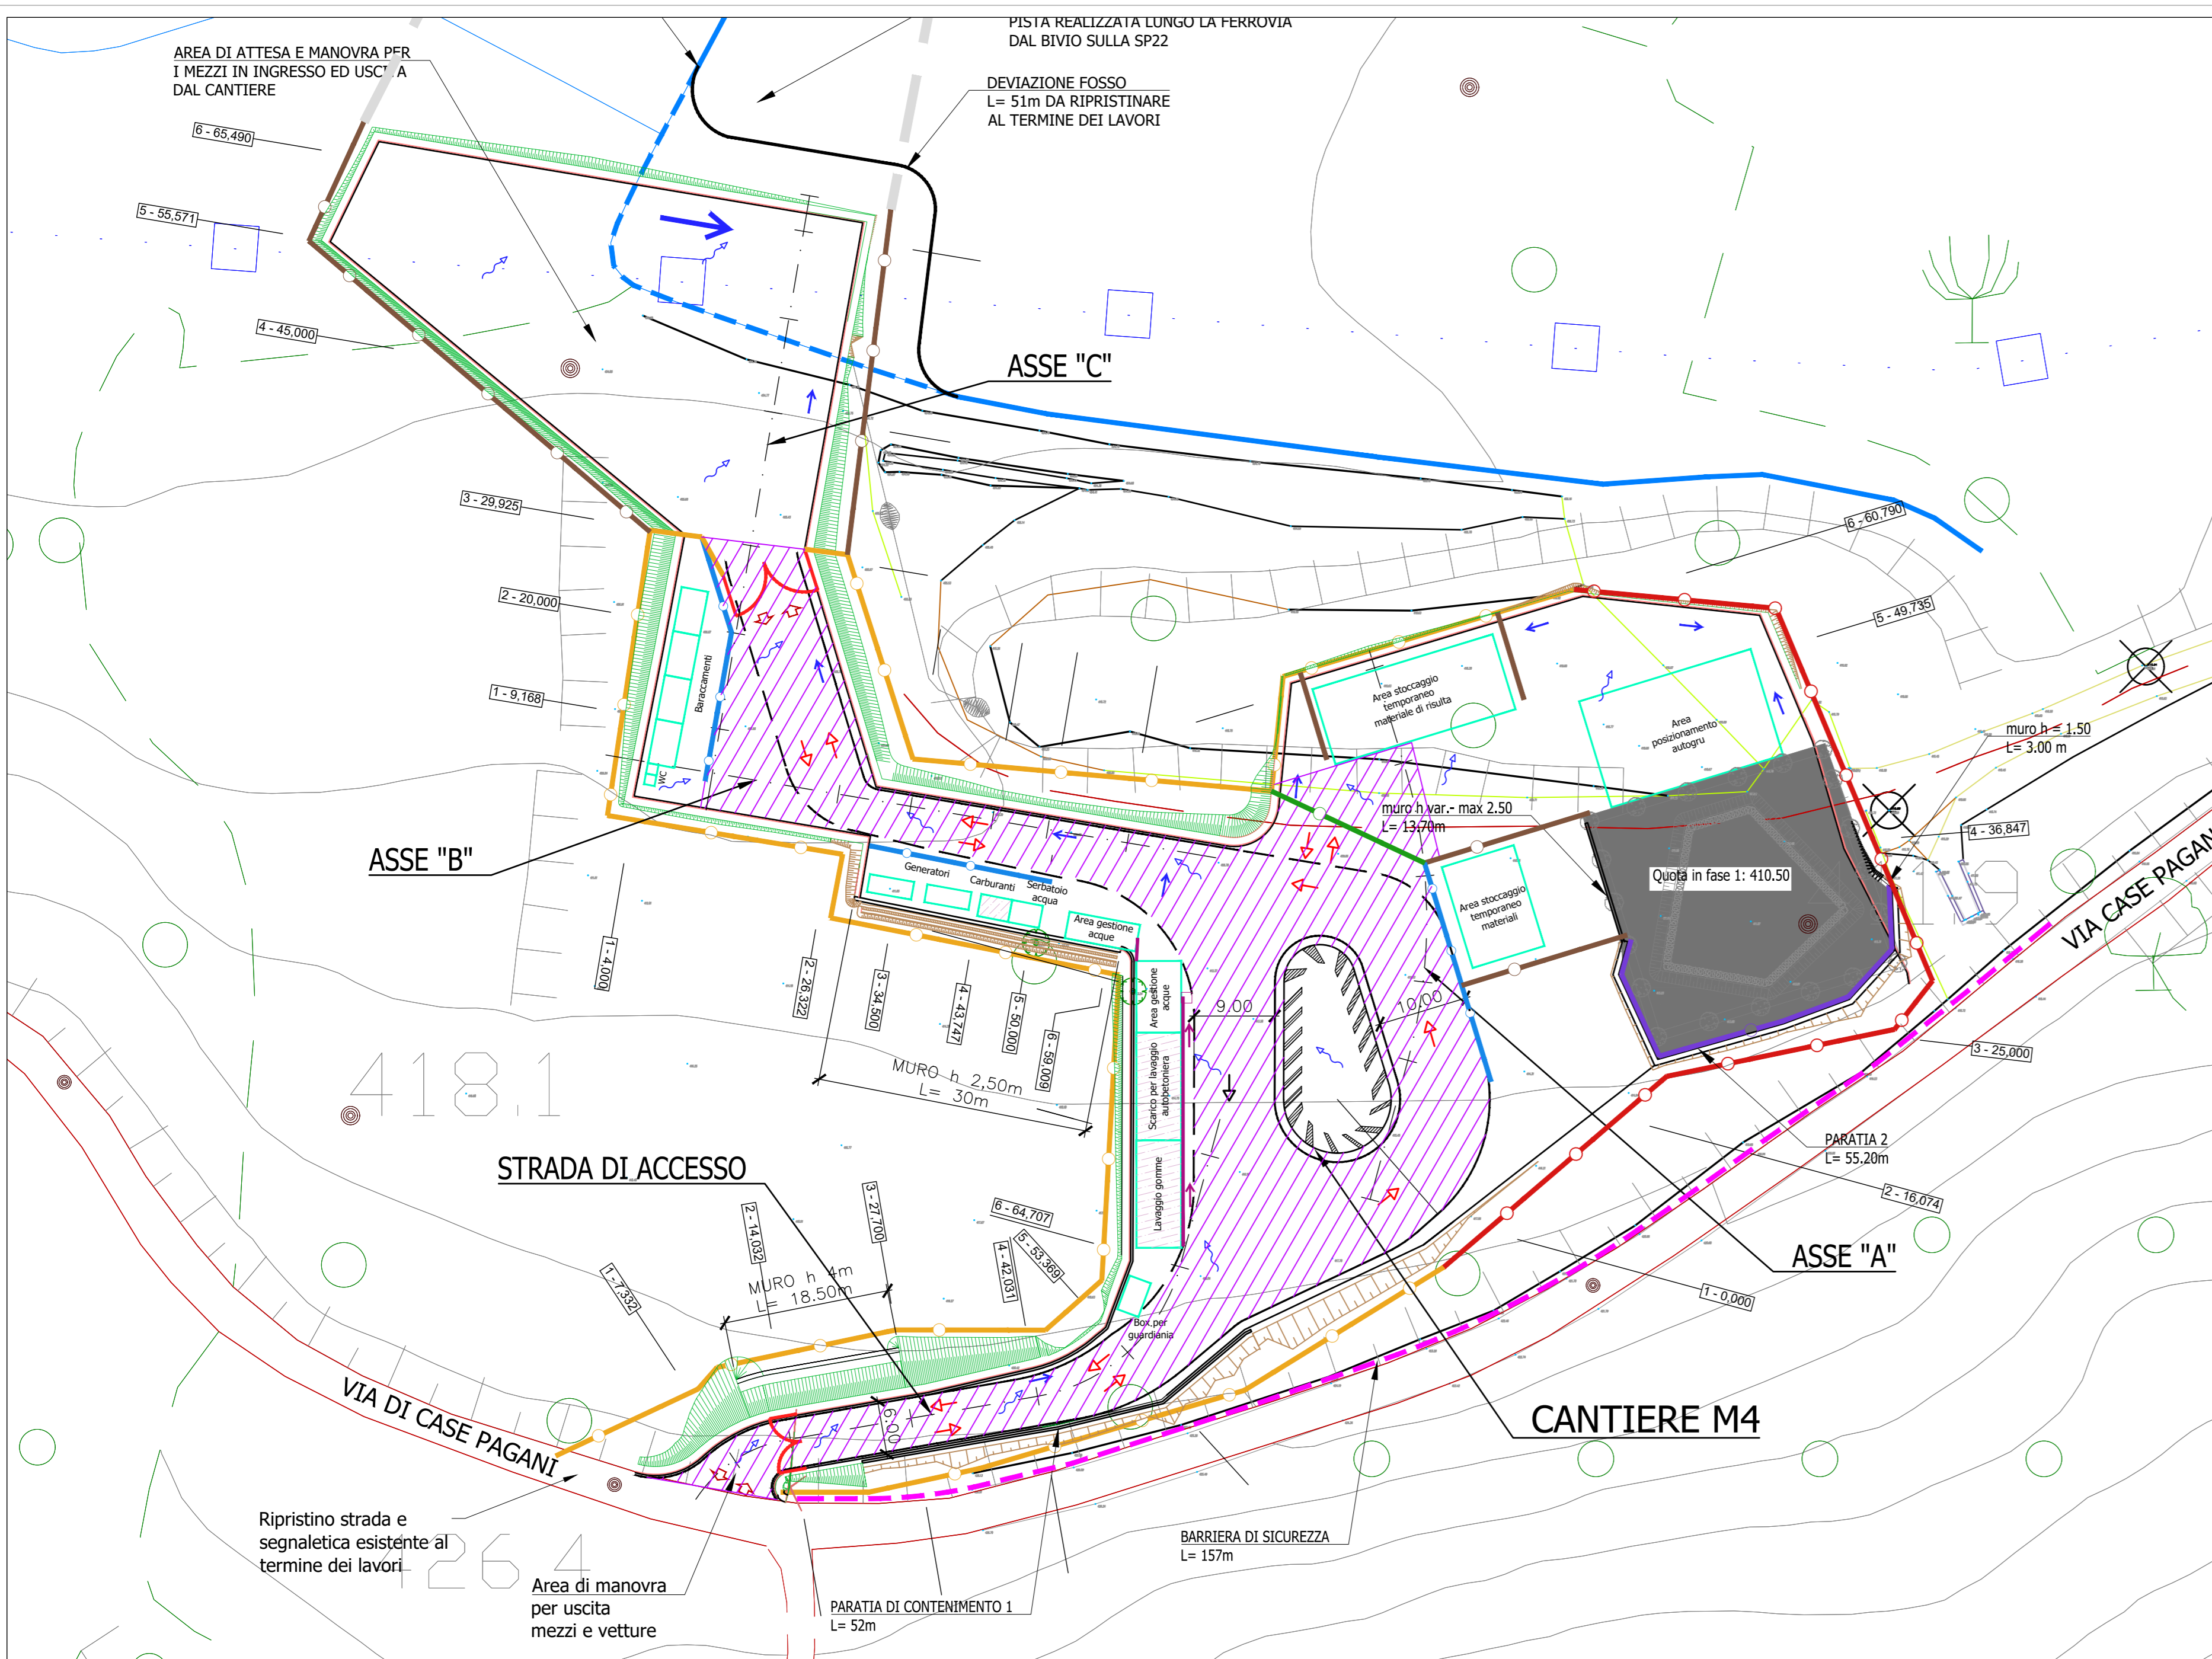 PISTA REALIZZATA LUNGO LA FERROVIA
DAL BIVIO SULLA SP22
AREA DI ATTESA E MANOVRA PER
I MEZZI IN INGRESSO ED USCITA
DAL CANTIERE
DEVIAZIONE FOSSO
L= 51m DA RIPRISTINARE
AL TERMINE DEI LAVORI
6 - 65,490
5 - 55,571
4 - 45,000
3 - 29,925
2 - 20,000
1 - 9,168
ASSE "C"
6 - 60,790
5 - 49,735
Baraccamenti
WC
Area stoccaggio
temporaneo
materiale di risulta
Area
posizionamento
autogru
muro h = 1.50
L= 3.00 m
muro h var.- max 2.50
L= 13.70m
4 - 36,847
ASSE "B"
Generatori
Carburanti
Serbatoio
acqua
Area gestione
acque
Area stoccaggio
temporaneo
materiali
Quota in fase 1: 410.50
VIA CASE PAGANI
1 - 4,000
2 - 26,322
3 - 34,500
4 - 43,747
5 - 50,000
6 - 59,009
Area gestione
acque
9.00
10.00
MURO h 2,50m
L= 30m
Scarico per lavaggio
autobetoniera
Lavaggio gomme
418.1
3 - 25,000
PARATIA 2
L= 55.20m
2 - 16,074
STRADA DI ACCESSO
1 - 7,332
2 - 14,032
3 - 27,700
4 - 42,031
5 - 53,369
6 - 64,707
MURO h 4m
L= 18.50m
ASSE "A"
1 - 0,000
Box per
guardiania
6.00
VIA DI CASE PAGANI
CANTIERE M4
Ripristino strada e
segnaletica esistente al
termine dei lavori
426.4
Area di manovra
per uscita
mezzi e vetture
BARRIERA DI SICUREZZA
L= 157m
PARATIA DI CONTENIMENTO 1
L= 52m